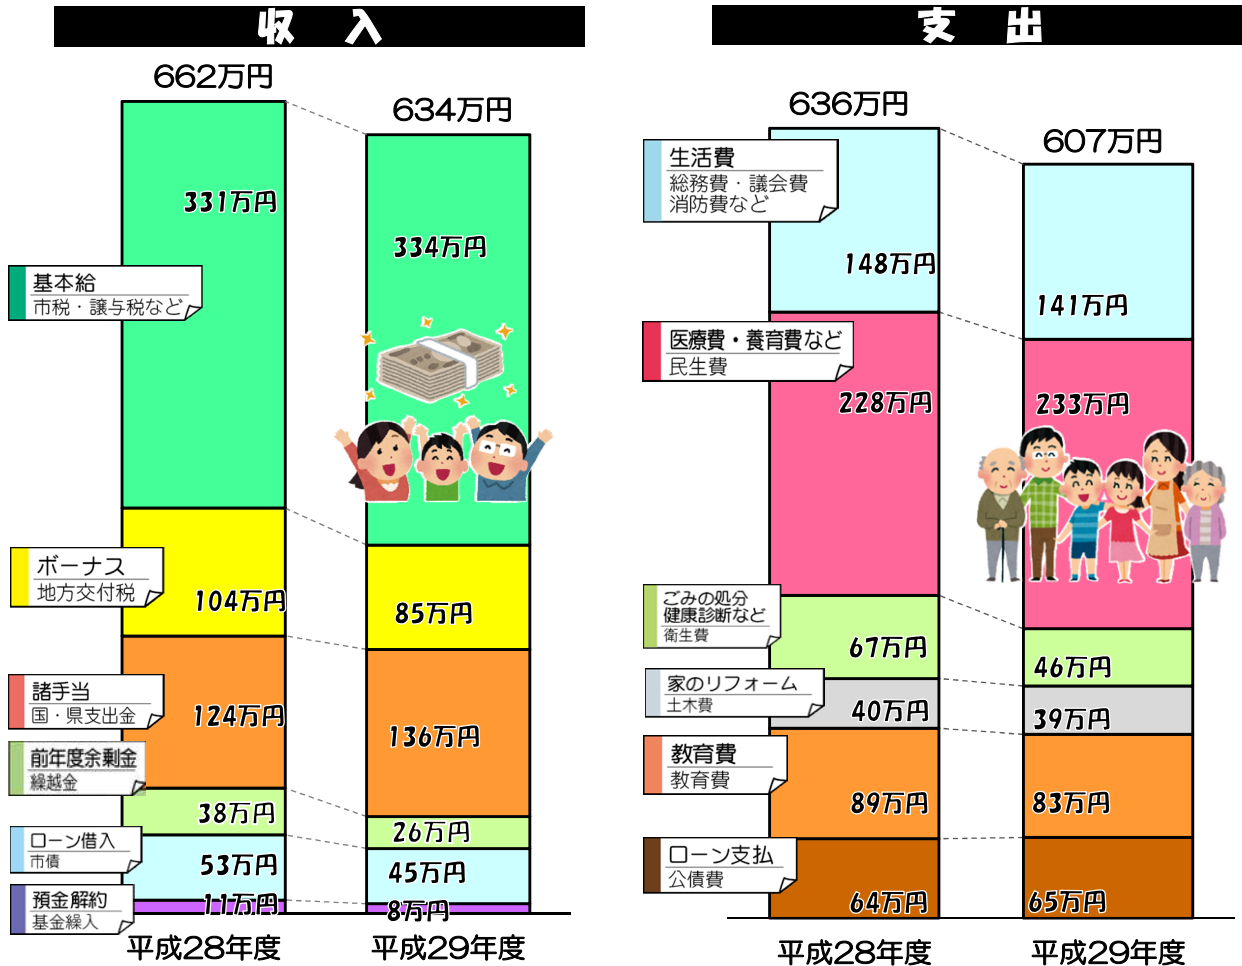 収　入
662万円
634万円
331万円
334万円
基本給
市税・譲与税など
ボーナス
地方交付税
104万円
85万円
諸手当
国・県支出金
124万円
136万円
前年度余剰金
繰越金
38万円
26万円
ローン借入
市債
53万円
45万円
預金解約
基金繰入
11万円
8万円
平成28年度
平成29年度
支　出
636万円
607万円
生活費
総務費・議会費
消防費など
148万円
141万円
医療費・養育費など
民生費
228万円
233万円
ごみの処分
健康診断など
衛生費
67万円
46万円
家のリフォーム
土木費
40万円
39万円
教育費
教育費
89万円
83万円
ローン支払
公債費
64万円
65万円
平成28年度
平成29年度